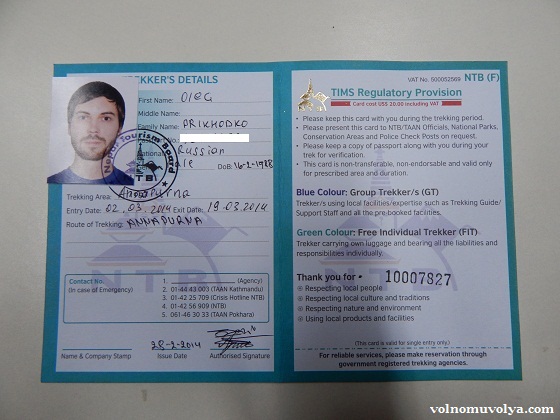 TREKKER'S DETAILS
First Name: OLEG
Middle Name:
Family Name: PRIKHODKO
Nationality: Russian
DoB: 16-2-1988
Nepal Tourism Board
NTB
Trekking Area: Annapurna
Entry Date: 02.03.2014 Exit Date: 19.03.2014
Route of Trekking: ANNAPURNA
NTB
Contact No.
(In case of Emergency)
1. (Agency)
2. 01-44 43 003 (TAAN Kathmandu)
3. 01-42 25 709 (Crisis Hotline NTB)
4. 01-42 56 909 (NTB)
5. 061-46 30 33 (TAAN Pokhara)
28-2-2014
Name & Company Stamp Issue Date Authorised Signature
VAT No. 500052569 NTB (F)
TIMS Regulatory Provision
Card cost US$ 20.00 including VAT
Please keep this card with you during the trekking period.
Please present this card to NTB/TAAN Officials, National Parks,
Conservation Areas and Police Check Posts on request.
Please keep a copy of passport along with you during your
trek for verification.
This card is non-transferable, non-endorsable and valid only
for prescribed area and duration.
Blue Colour: Group Trekker/s (GT)
Trekker/s using local facilities/expertise such as Trekking Guide/
Support Staff and all the pre-booked facilities.
Green Colour: Free Individual Trekker (FIT)
Trekker carrying own luggage and bearing all the liabilities and
responsibilities individually.
NTB
Thank you for 10007827
Respecting local people
Respecting local culture and traditions
Respecting nature and environment
Using local products and facilities
(This card is valid for single entry only.)
For reliable services, please make reservation through
government registered trekking agencies.
volnomuvolya.com